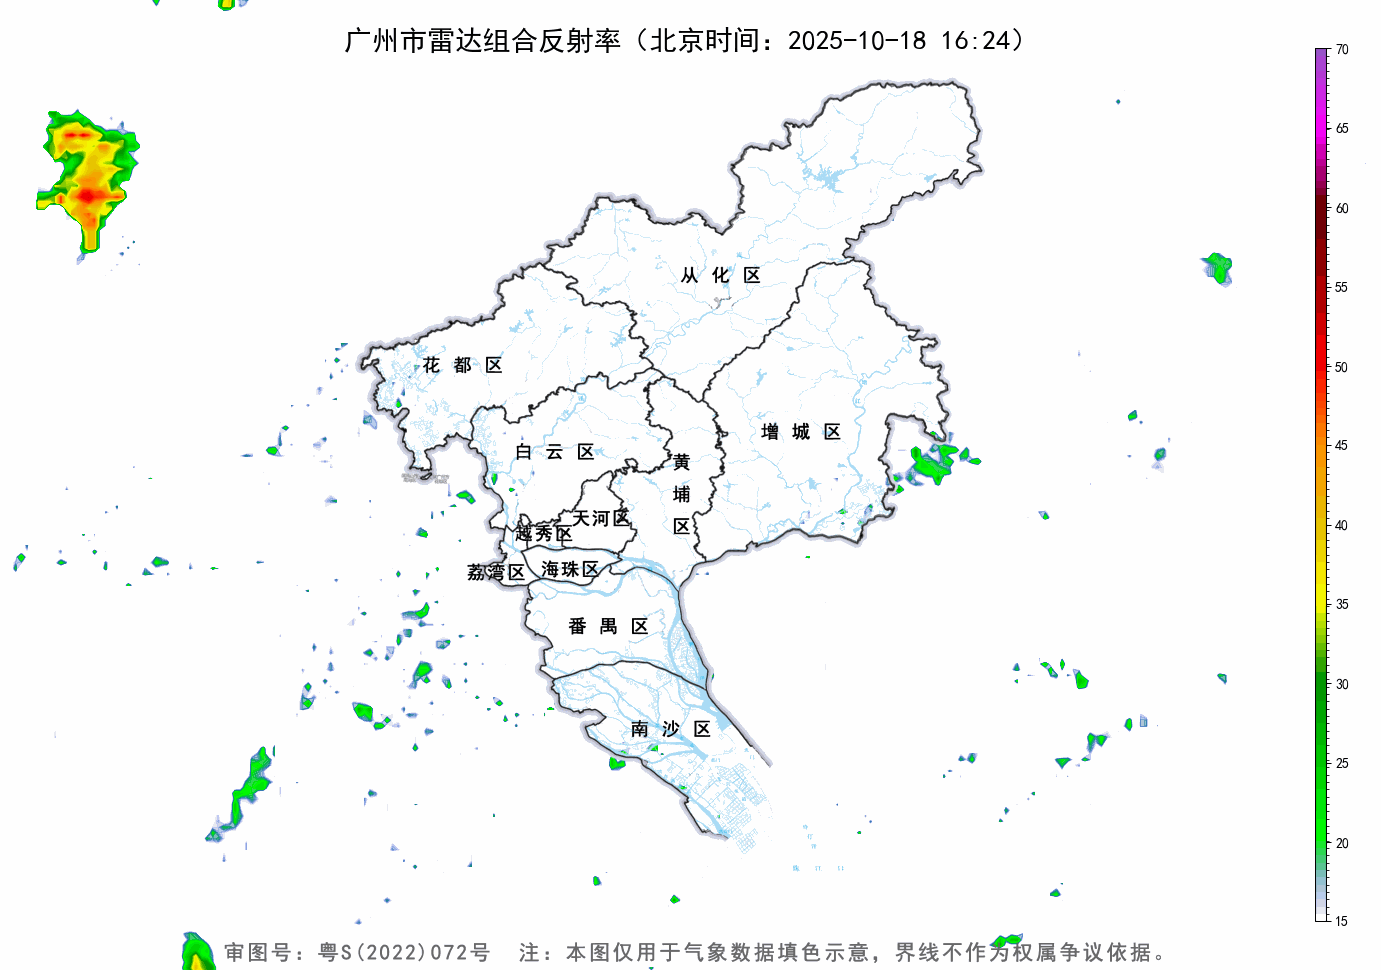 广州市雷达组合反射率（北京时间：2025-10-18 16:24）
70
65
60
55
50
45
40
35
30
25
20
15
从化区
花都区
增城区
白云区
黄埔区
天河区
越秀区
海珠区
荔湾区
番禺区
南沙区
审图号：粤S(2022)072号 注：本图仅用于气象数据填色示意，界线不作为权属争议依据。